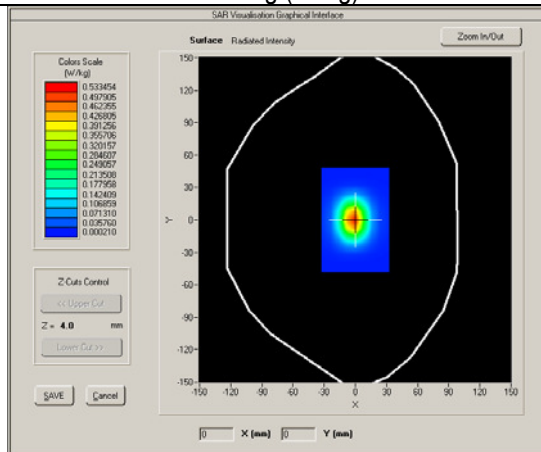 SAR Visualisation Graphical Interface
Surface Radiated Intensity
Zoom In/Out
Colors Scale
(W/kg)
0.533454
0.497905
0.462355
0.426805
0.391256
0.355706
0.320157
0.284607
0.249057
0.213508
0.177958
0.142409
0.106859
0.071310
0.035760
0.000210
Z-Cuts Control
<< Upper Cut
Z = 4.0 mm
Lower Cut >>
SAVE
Cancel
150-
120-
90-
60-
30-
0-
-30-
-60-
-90-
-120-
-150-
Y
-150 -120 -90 -60 -30 0 30 60 90 120 150
X
0 X (mm) 0 Y (mm)